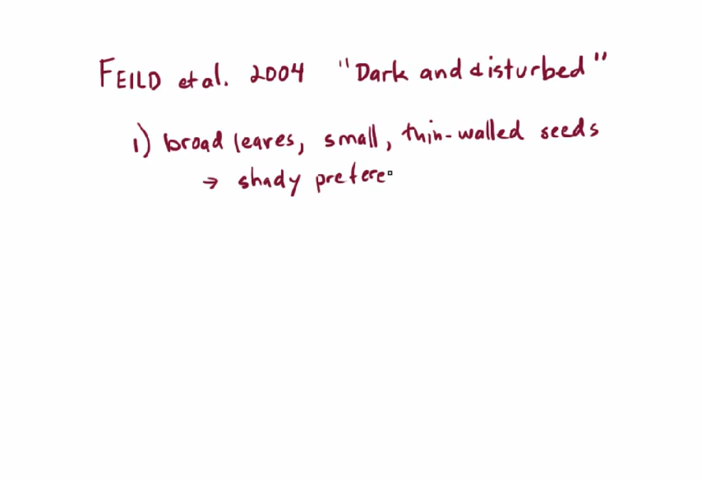 FEILD et al. 2004 "Dark and disturbed"
1) broad leaves, small, thin-walled seeds
→ shady prefere